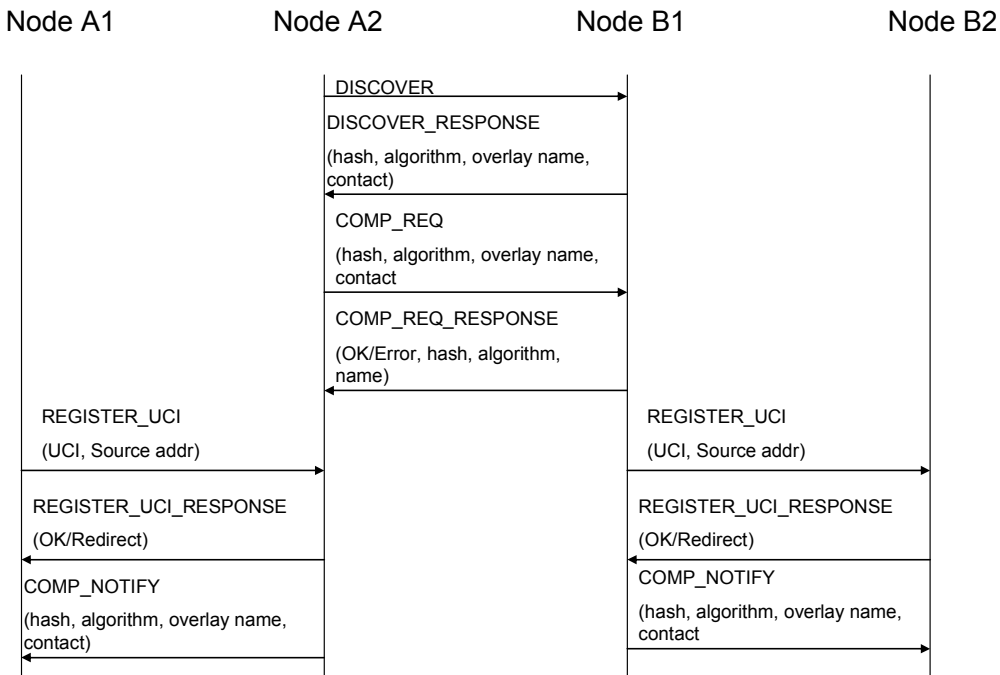 Node A1
Node A2
Node B1
Node B2
DISCOVER
DISCOVER_RESPONSE
(hash, algorithm, overlay name,
contact)
COMP_REQ
(hash, algorithm, overlay name,
contact
COMP_REQ_RESPONSE
(OK/Error, hash, algorithm,
name)
REGISTER_UCI
(UCI, Source addr)
REGISTER_UCI
(UCI, Source addr)
REGISTER_UCI_RESPONSE
(OK/Redirect)
REGISTER_UCI_RESPONSE
(OK/Redirect)
COMP_NOTIFY
(hash, algorithm, overlay name,
contact)
COMP_NOTIFY
(hash, algorithm, overlay name,
contact